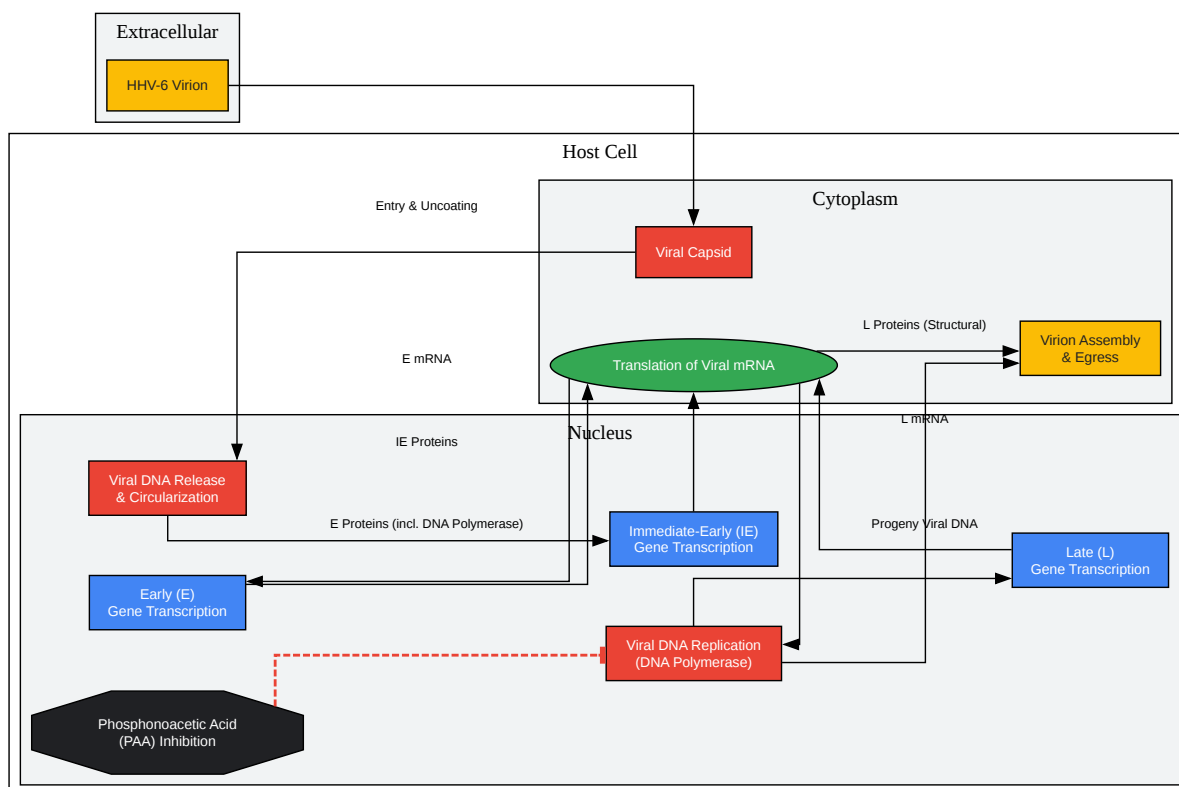 Extracellular
HHV-6 Virion
Host Cell
Cytoplasm
Entry & Uncoating
Viral Capsid
L Proteins (Structural)
Virion Assembly
& Egress
E mRNA
Translation of Viral mRNA
L mRNA
Nucleus
IE Proteins
Viral DNA Release
& Circularization
E Proteins (incl. DNA Polymerase)
Immediate-Early (IE)
Gene Transcription
Progeny Viral DNA
Late (L)
Gene Transcription
Early (E)
Gene Transcription
Viral DNA Replication
(DNA Polymerase)
Phosphonoacetic Acid
(PAA) Inhibition